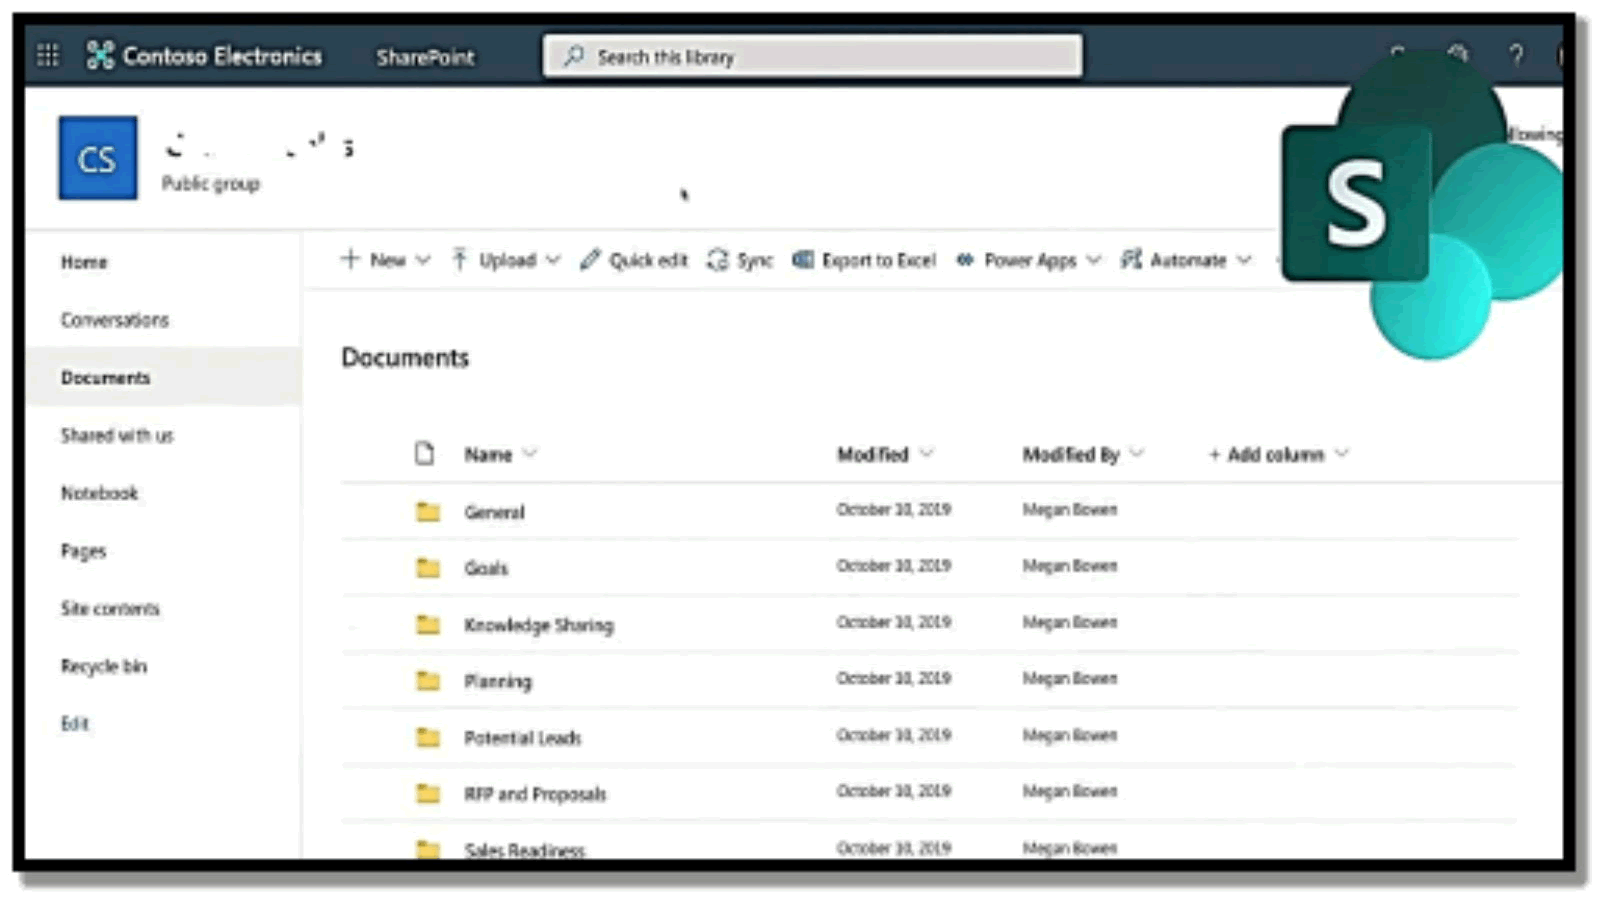 Contoso Electronics SharePoint Search this library ?
CS
Public group
Home
Conversations
Documents
Shared with us
Notebook
Pages
Site contents
Recycle bin
Edit
+ New Upload Quick edit Sync Export to Excel Power Apps Automate
S
Documents
Name Modified Modified By + Add column
General October 10, 2019 Megan Bowen
Goals October 10, 2019 Megan Bowen
Knowledge Sharing October 10, 2019 Megan Bowen
Planning October 10, 2019 Megan Bowen
Potential Leads October 10, 2019 Megan Bowen
RFP and Proposals October 10, 2019 Megan Bowen
Sales Readiness October 10, 2019 Megan Bowen